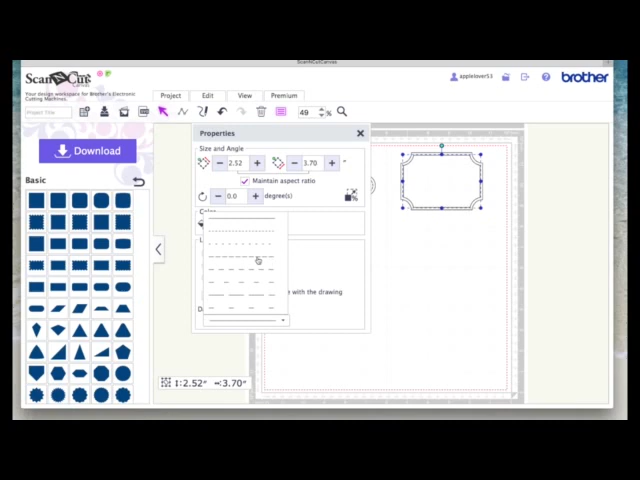 ScanNCutCanvas
ScanNCut
Canvas
Your design workspace for Brother's Electronic
Cutting Machines.
applelover53
brother
Project
Edit
View
Premium
Project Title
49 %
Download
Basic
Properties
Size and Angle
2.52
3.70 "
Maintain aspect ratio
0.0 degree(s)
Color
e with the drawing
2.52" 3.70"